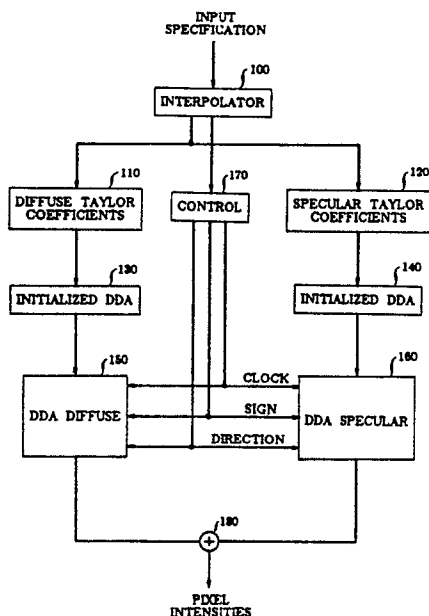 INPUT
SPECIFICATION
100
INTERPOLATOR
110
DIFFUSE TAYLOR
COEFFICIENTS
170
CONTROL
120
SPECULAR TAYLOR
COEFFICIENTS
130
INITIALIZED DDA
140
INITIALIZED DDA
150
DDA DIFFUSE
CLOCK
SIGN
DIRECTION
160
DDA SPECULAR
180
PIXEL
INTENSITIES